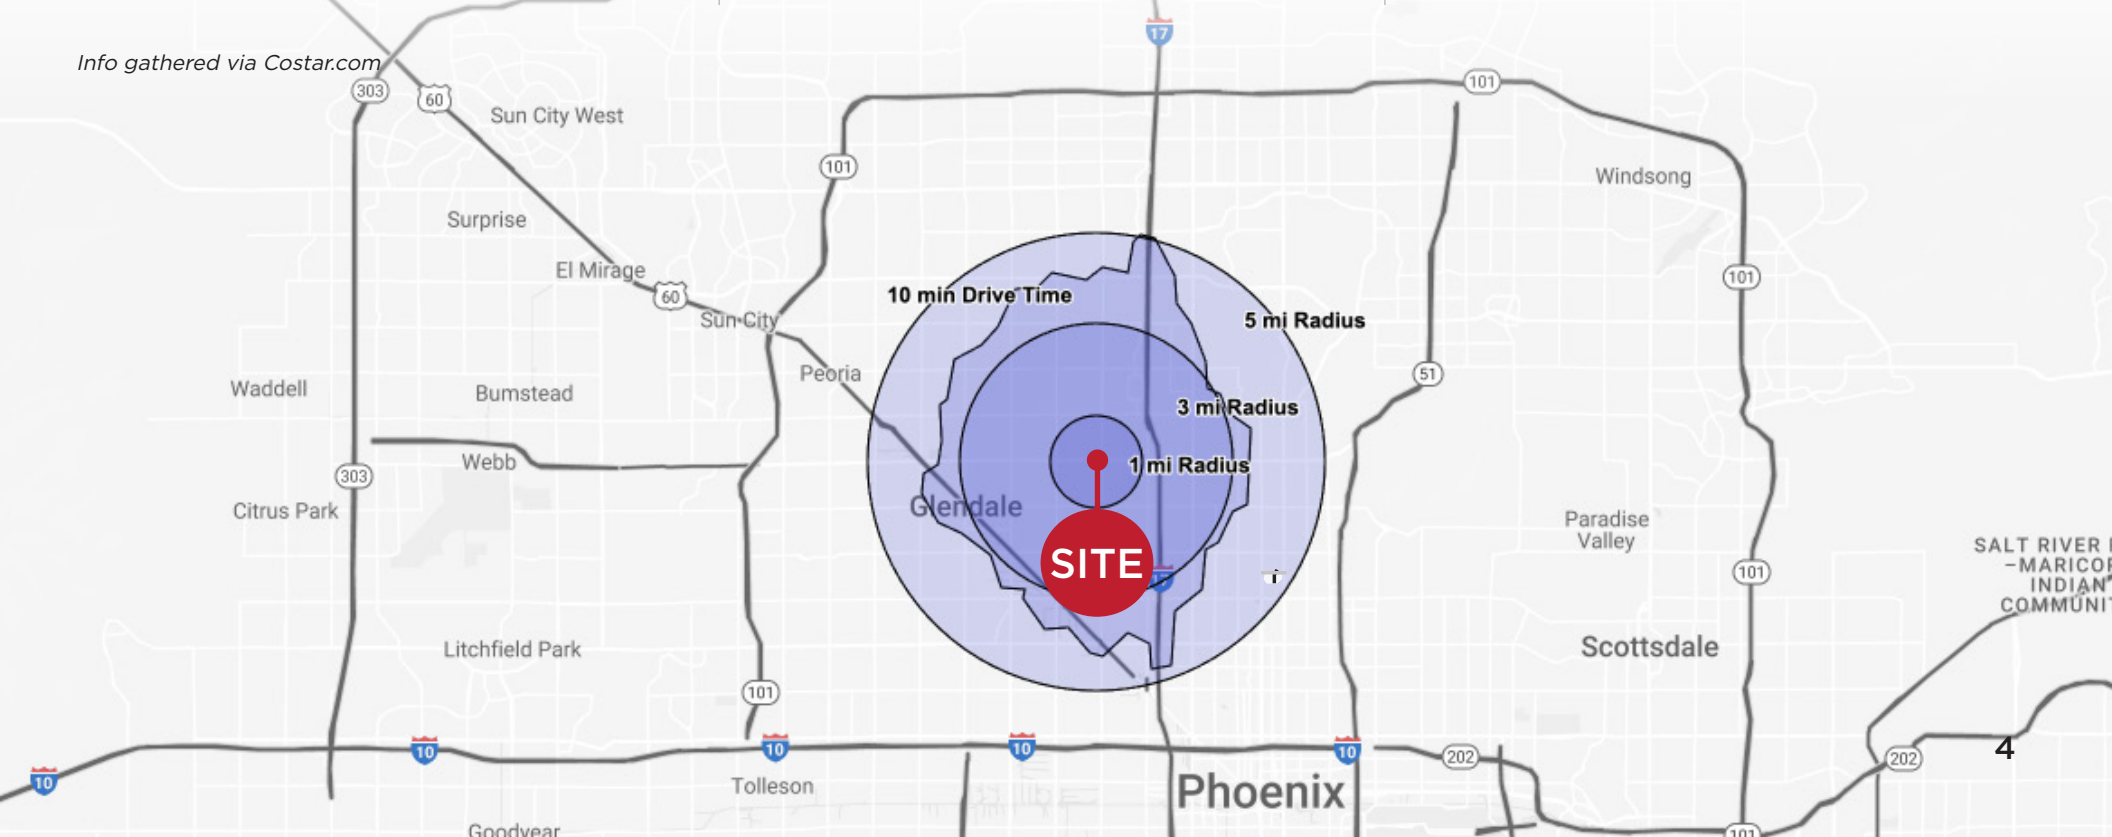 17
Info gathered via Costar.com
101
303
60
Sun City West
101
Windsong
Surprise
El Mirage
101
60
10 min Drive Time
Sun City
5 mi Radius
Peoria
51
Waddell
Bumstead
3 mi Radius
Webb
1 mi Radius
303
Glendale
Citrus Park
Paradise
Valley
SALT RIVER
–MARICOP
INDIAN
COMMUNIT
SITE
17
101
Litchfield Park
Scottsdale
101
10
10
10
10
202
4
202
10
Tolleson
Phoenix
Goodyear
101